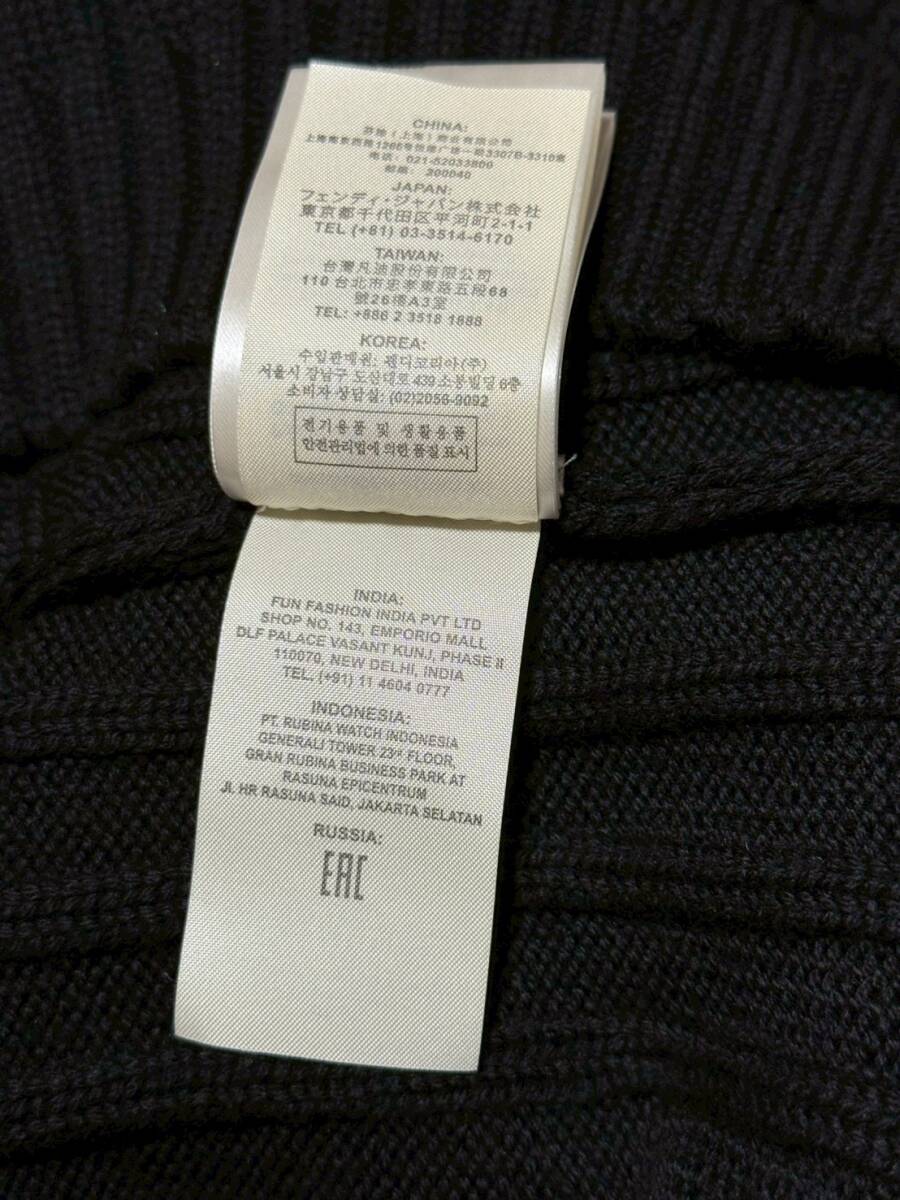 CHINA:
芬迪（上海）商业有限公司
上海南京西路1266号恒隆广场一期3307B-3310室
电话: 021-52033800
邮编: 200040
JAPAN:
フェンディ・ジャパン株式会社
東京都千代田区平河町2-1-1
TEL (+81) 03-3514-6170
TAIWAN:
台灣凡迪股份有限公司
110 台北市忠孝東路五段68
號26樓A3室
TEL: +886 2 3518 1888
KOREA:
수입판매원: 펜디코리아(주)
서울시 강남구 도산대로 439 소봉빌딩 6층
소비자 상담실: (02)2056-9092
전기용품 및 생활용품
안전관리법에 의한 품질 표시
INDIA:
FUN FASHION INDIA PVT LTD
SHOP NO. 143, EMPORIO MALL
DLF PALACE VASANT KUNJ, PHASE II
110070, NEW DELHI, INDIA
TEL, (+91) 11 4604 0777
INDONESIA:
PT. RUBINA WATCH INDONESIA
GENERALI TOWER 23rd FLOOR,
GRAN RUBINA BUSINESS PARK AT
RASUNA EPICENTRUM
Jl. HR RASUNA SAID, JAKARTA SELATAN
RUSSIA:
EAC